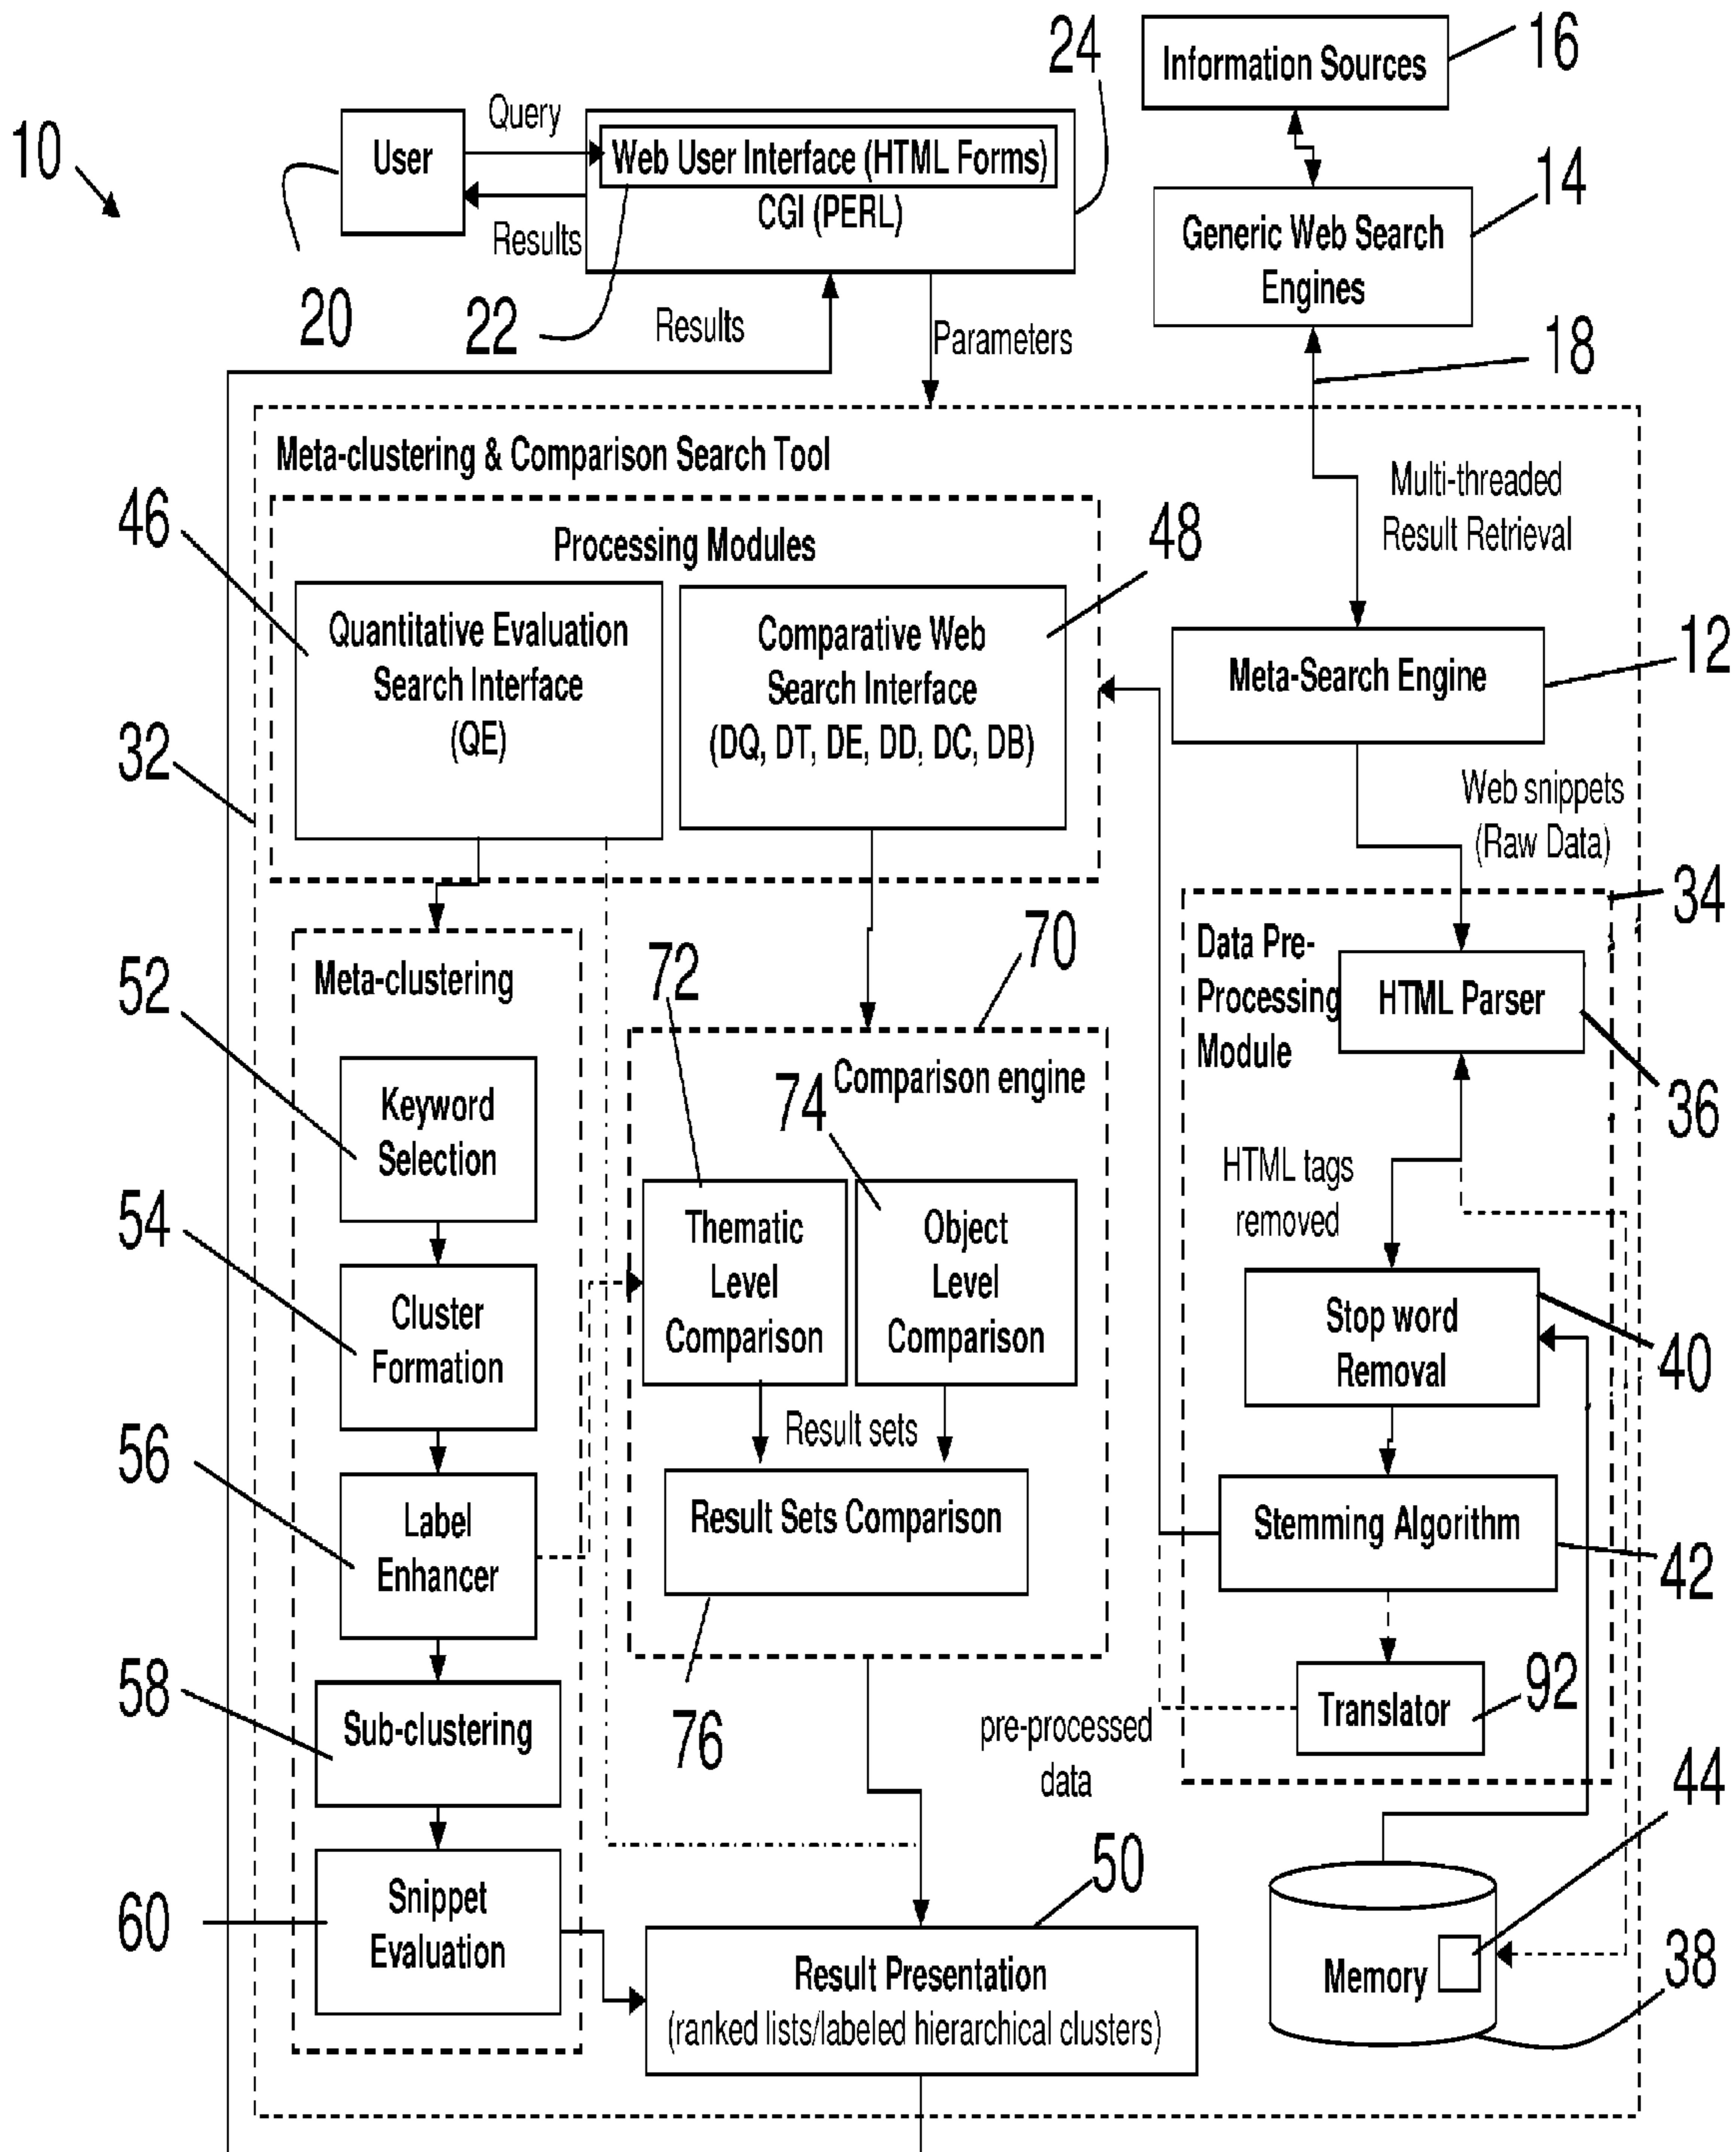 10
User
Query
Results
20
Web User Interface (HTML Forms)
CGI (PERL)
22
24
Information Sources
16
Generic Web Search
Engines
14
18
Results
Parameters
Meta-clustering & Comparison Search Tool
Multi-threaded
Result Retrieval
46
Processing Modules
48
Quantitative Evaluation
Search Interface
(QE)
Comparative Web
Search Interface
(DQ, DT, DE, DD, DC, DB)
Meta-Search Engine
12
32
Web snippets
(Raw Data)
34
Data Pre-
Processing
Module
HTML Parser
36
HTML tags
removed
Stop word
Removal
40
Stemming Algorithm
42
Translator
92
pre-processed
data
44
Memory
38
Meta-clustering
52
Keyword
Selection
54
Cluster
Formation
56
Label
Enhancer
58
Sub-clustering
60
Snippet
Evaluation
70
72
74
Comparison engine
Thematic
Level
Comparison
Object
Level
Comparison
Result sets
Result Sets Comparison
76
50
Result Presentation
(ranked lists/labeled hierarchical clusters)